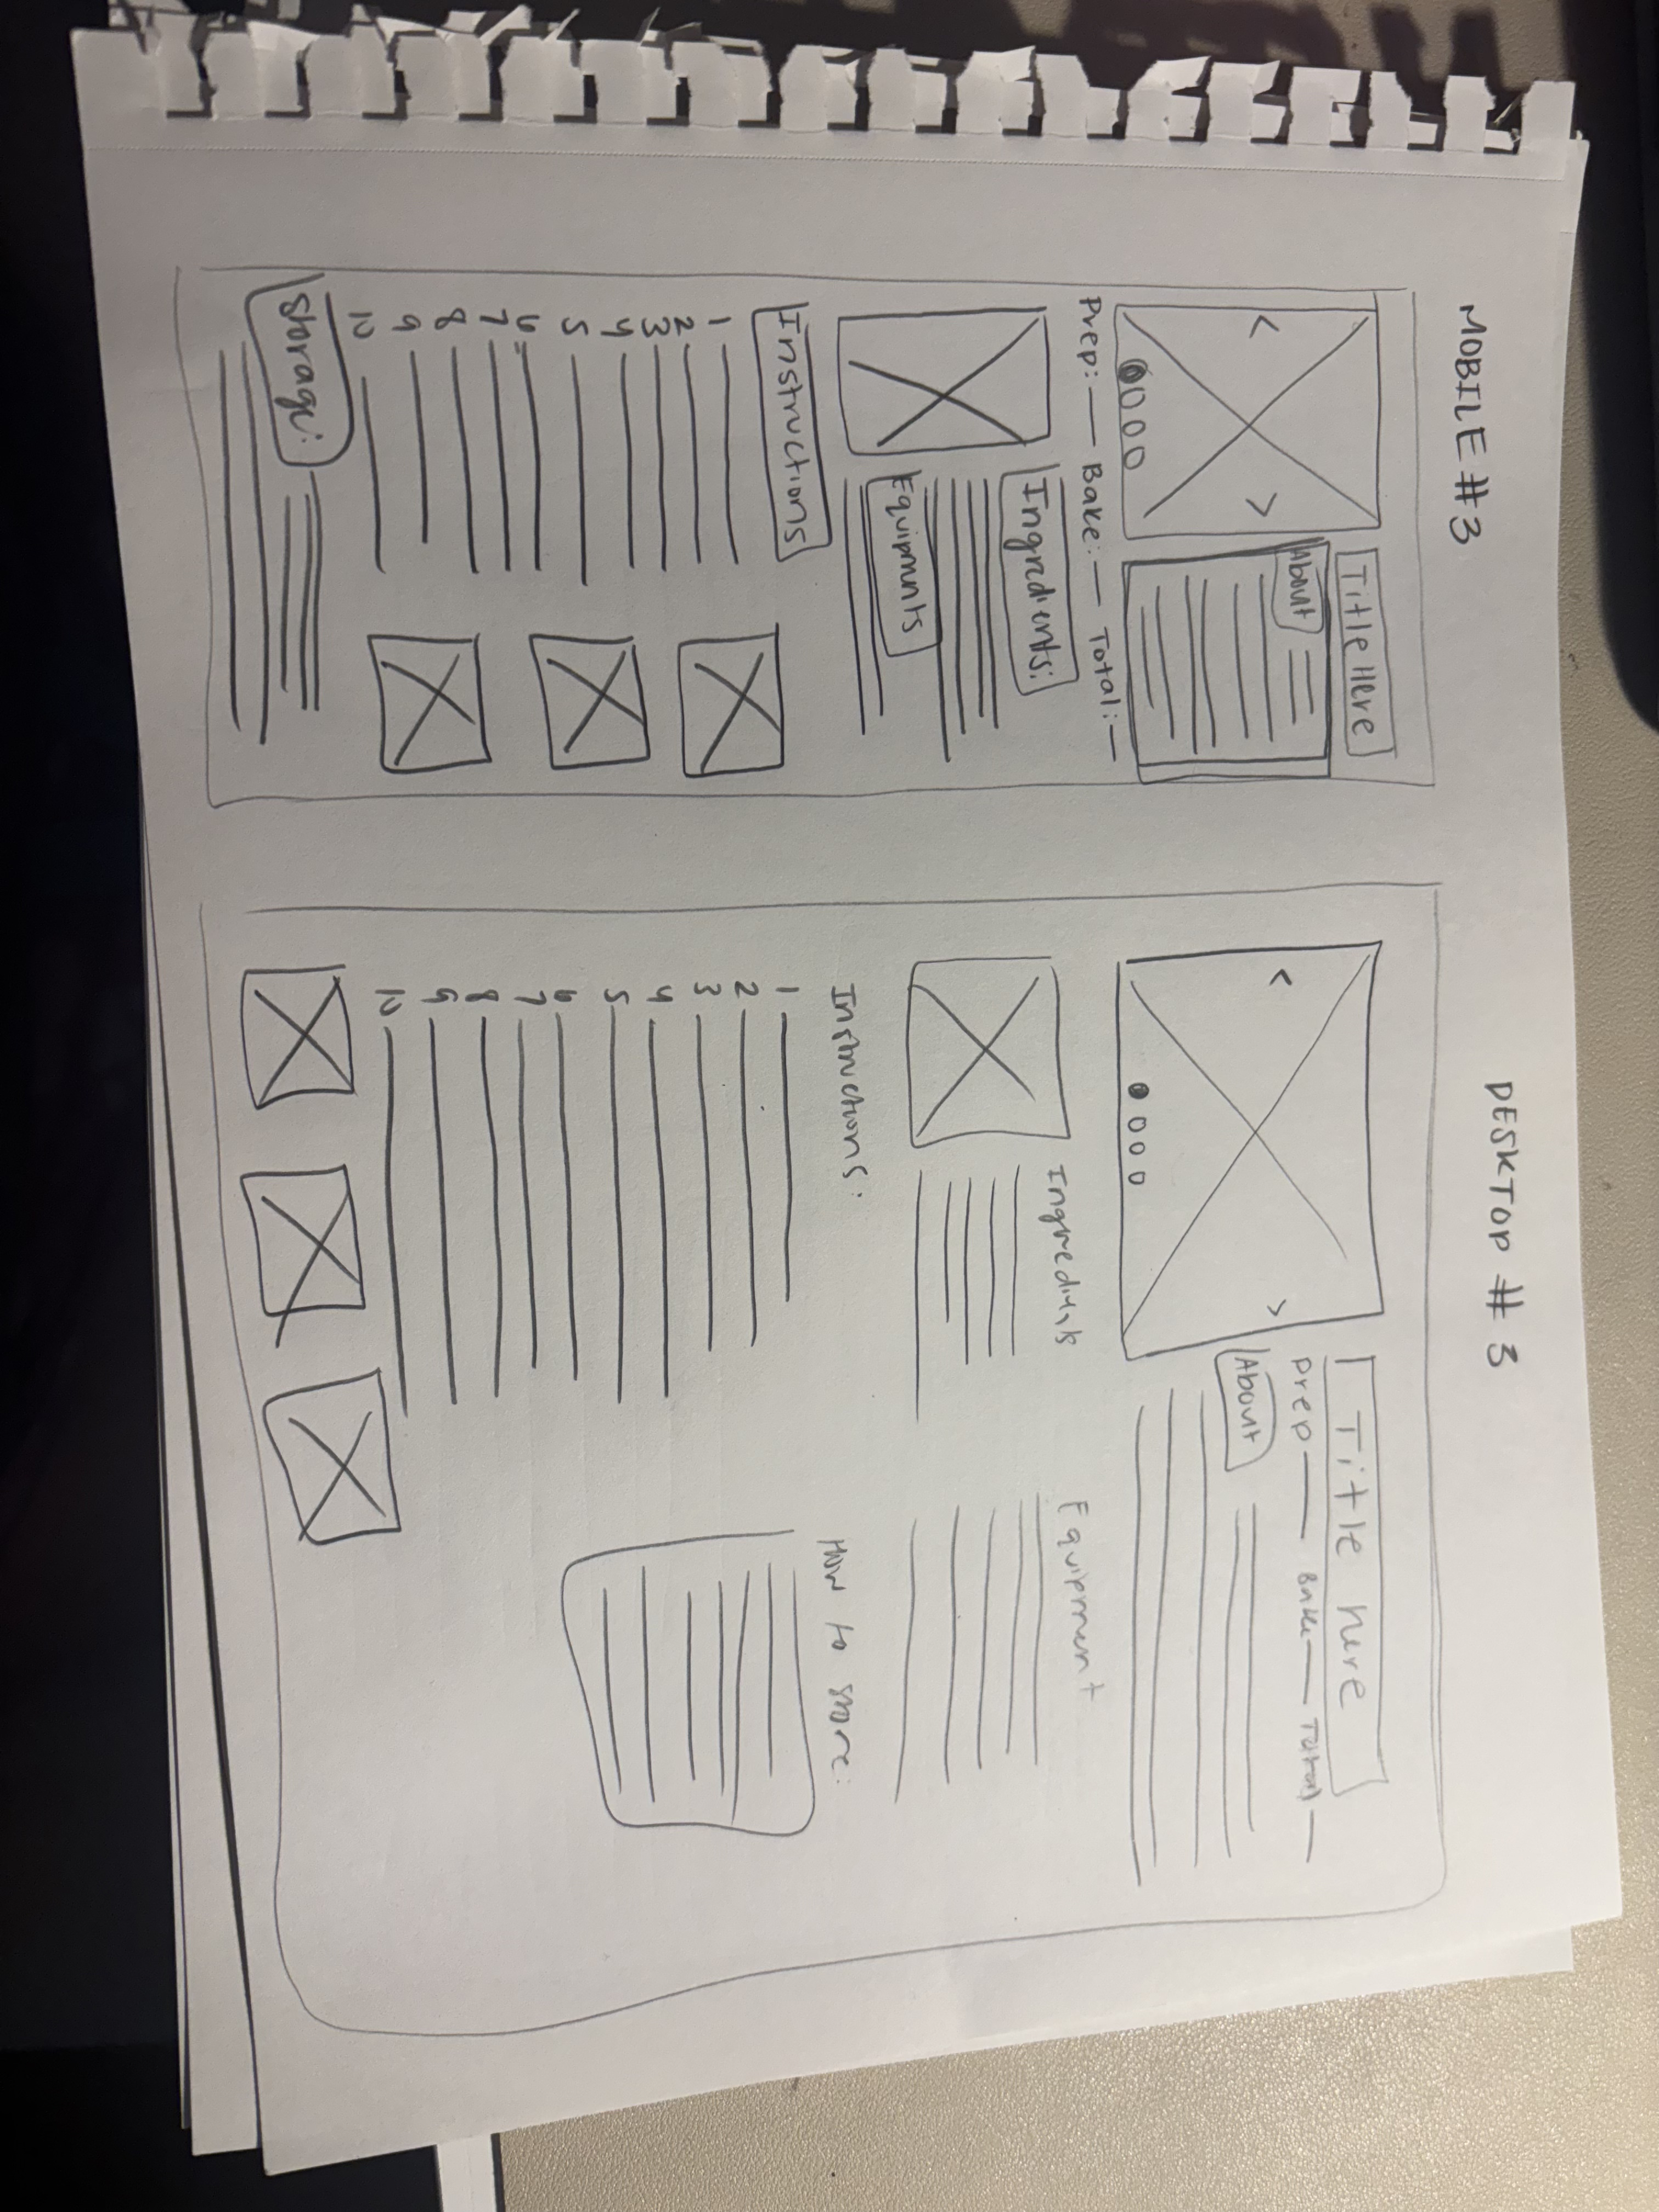 MOBILE #3
Title Here
About
Prep: Bake: Total:
Ingredients:
Equipments
Instructions
1
2
3
4
5
6
7
8
9
10
Storage:
DESKTOP #3
Title here
Prep Bake Total
About
Ingredients
Equipment
Instructions:
1
2
3
4
5
6
7
8
9
10
How to store: